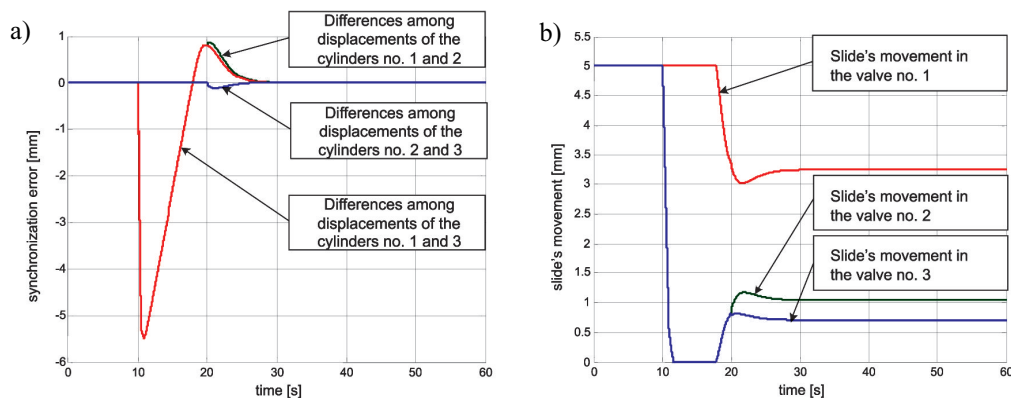 a)
Differences among
displacements of the
cylinders no. 1 and 2
Differences among
displacements of the
cylinders no. 2 and 3
Differences among
displacements of the
cylinders no. 1 and 3
synchronization error [mm]
1
0
-1
-2
-3
-4
-5
-6
0 10 20 30 40 50 60
time [s]
b)
Slide's movement in
the valve no. 1
Slide's movement in
the valve no. 2
Slide's movement in
the valve no. 3
slide's movement [mm]
5.5
5
4.5
4
3.5
3
2.5
2
1.5
1
0.5
0
0 10 20 30 40 50 60
time [s]